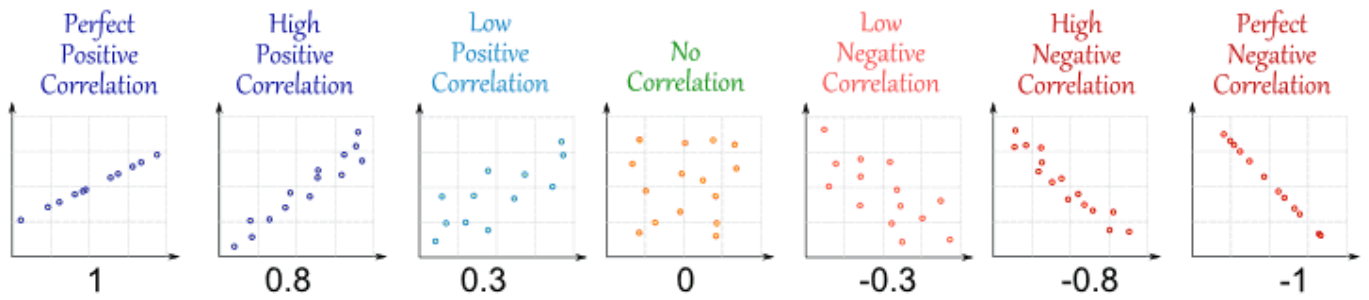 Perfect
Positive
Correlation
High
Positive
Correlation
Low
Positive
Correlation
No
Correlation
Low
Negative
Correlation
High
Negative
Correlation
Perfect
Negative
Correlation
1
0.8
0.3
0
-0.3
-0.8
-1